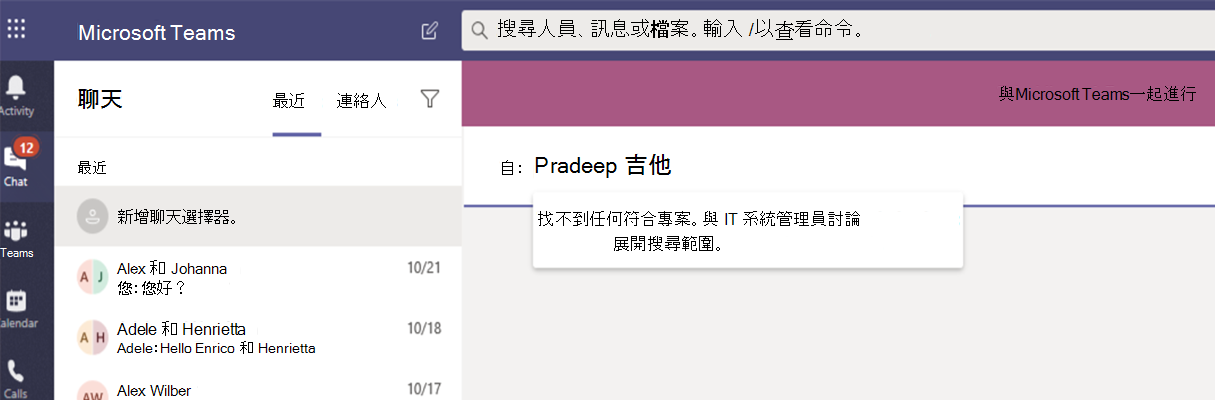 Microsoft Teams
搜尋人員、訊息或檔案。輸入 /以查看命令。
Activity
12
Chat
Teams
alendar
Calls
聊天
最近
連絡人
最近
新增聊天選擇器。
A J
Alex 和 Johanna
10/21
您：您好？
A H
Adele 和 Henrietta
10/18
Adele：Hello Enrico 和 Henrietta
AW
Alex Wilber
10/17
與Microsoft Teams一起進行
自： Pradeep 吉他
找不到任何符合專案。與 IT 系統管理員討論
展開搜尋範圍。